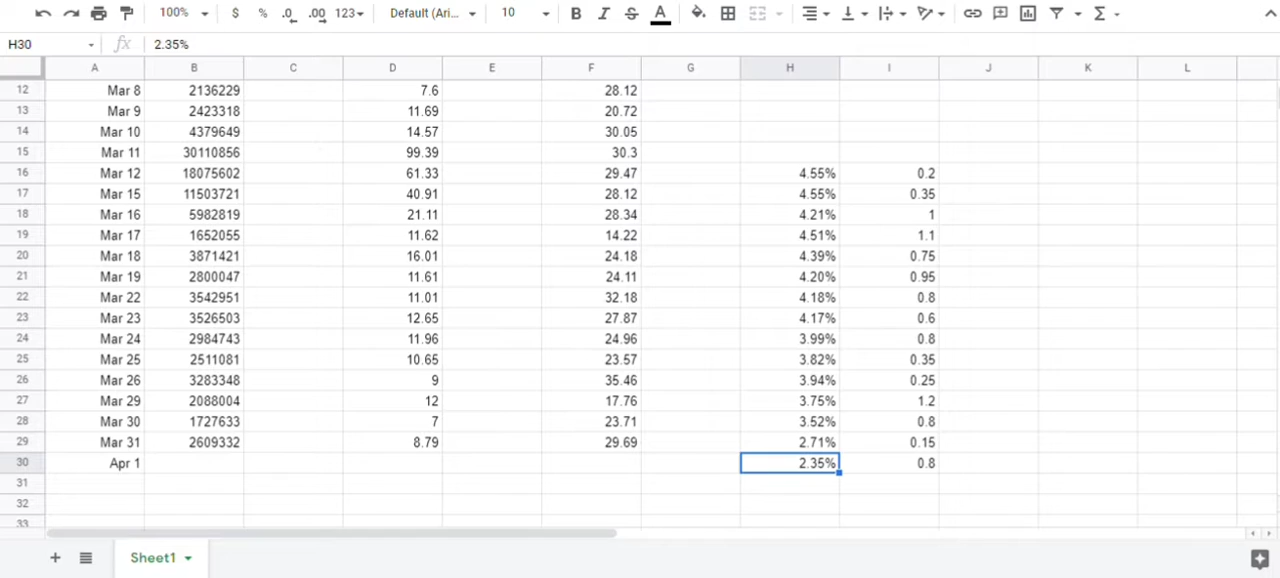 100% $ % .0 .00 123 Default (Ari... 10 B I S A Σ
H30 fx 2.35%
A B C D E F G H I J K L
12 Mar 8 2136229 7.6 28.12
13 Mar 9 2423318 11.69 20.72
14 Mar 10 4379649 14.57 30.05
15 Mar 11 30110856 99.39 30.3
16 Mar 12 18075602 61.33 29.47 4.55% 0.2
17 Mar 15 11503721 40.91 28.12 4.55% 0.35
18 Mar 16 5982819 21.11 28.34 4.21% 1
19 Mar 17 1652055 11.62 14.22 4.51% 1.1
20 Mar 18 3871421 16.01 24.18 4.39% 0.75
21 Mar 19 2800047 11.61 24.11 4.20% 0.95
22 Mar 22 3542951 11.01 32.18 4.18% 0.8
23 Mar 23 3526503 12.65 27.87 4.17% 0.6
24 Mar 24 2984743 11.96 24.96 3.99% 0.8
25 Mar 25 2511081 10.65 23.57 3.82% 0.35
26 Mar 26 3283348 9 35.46 3.94% 0.25
27 Mar 29 2088004 12 17.76 3.75% 1.2
28 Mar 30 1727633 7 23.71 3.52% 0.8
29 Mar 31 2609332 8.79 29.69 2.71% 0.15
30 Apr 1 2.35% 0.8
31
32
33
Sheet1